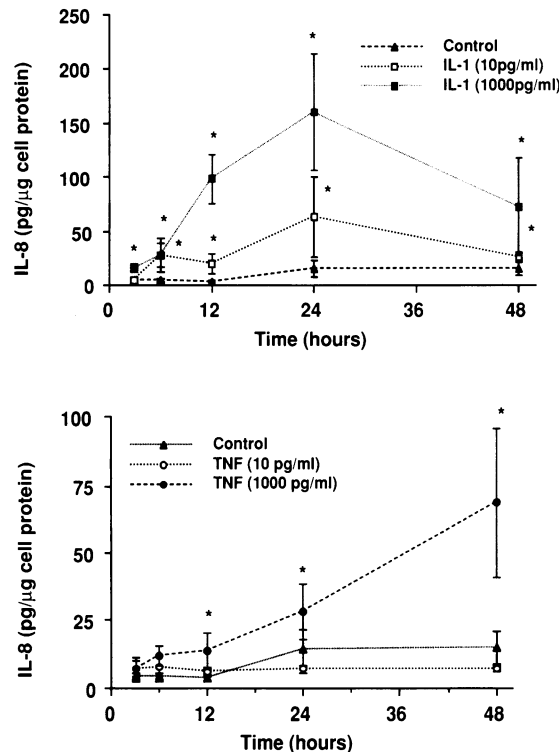 250
200
150
100
50
0
IL-8 (pg/μg cell protein)
Control
IL-1 (10pg/ml)
IL-1 (1000pg/ml)
* * * * * * * *
0 12 24 36 48
Time (hours)
100
75
50
25
0
IL-8 (pg/μg cell protein)
Control
TNF (10 pg/ml)
TNF (1000 pg/ml)
* * *
0 12 24 36 48
Time (hours)